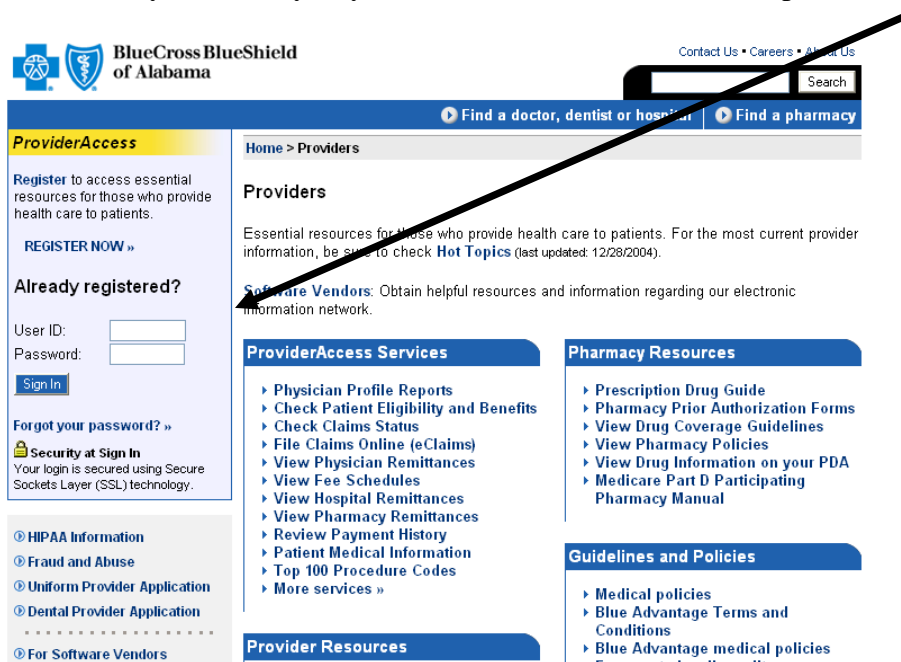 BlueCross BlueShield
of Alabama
Contact Us • Careers • About Us
Search
Find a doctor, dentist or hospital
Find a pharmacy
ProviderAccess
Register to access essential
resources for those who provide
health care to patients.
REGISTER NOW »
Already registered?
User ID:
Password:
Sign In
Forgot your password? »
Security at Sign In
Your login is secured using Secure
Sockets Layer (SSL) technology.
HIPAA Information
Fraud and Abuse
Uniform Provider Application
Dental Provider Application
For Software Vendors
Home > Providers
Providers
Essential resources for those who provide health care to patients. For the most current provider
information, be sure to check Hot Topics (last updated: 12/28/2004).
Software Vendors: Obtain helpful resources and information regarding our electronic
information network.
ProviderAccess Services
Physician Profile Reports
Check Patient Eligibility and Benefits
Check Claims Status
File Claims Online (eClaims)
View Physician Remittances
View Fee Schedules
View Hospital Remittances
View Pharmacy Remittances
Review Payment History
Patient Medical Information
Top 100 Procedure Codes
More services »
Provider Resources
Pharmacy Resources
Prescription Drug Guide
Pharmacy Prior Authorization Forms
View Drug Coverage Guidelines
View Pharmacy Policies
View Drug Information on your PDA
Medicare Part D Participating
Pharmacy Manual
Guidelines and Policies
Medical policies
Blue Advantage Terms and
Conditions
Blue Advantage medical policies